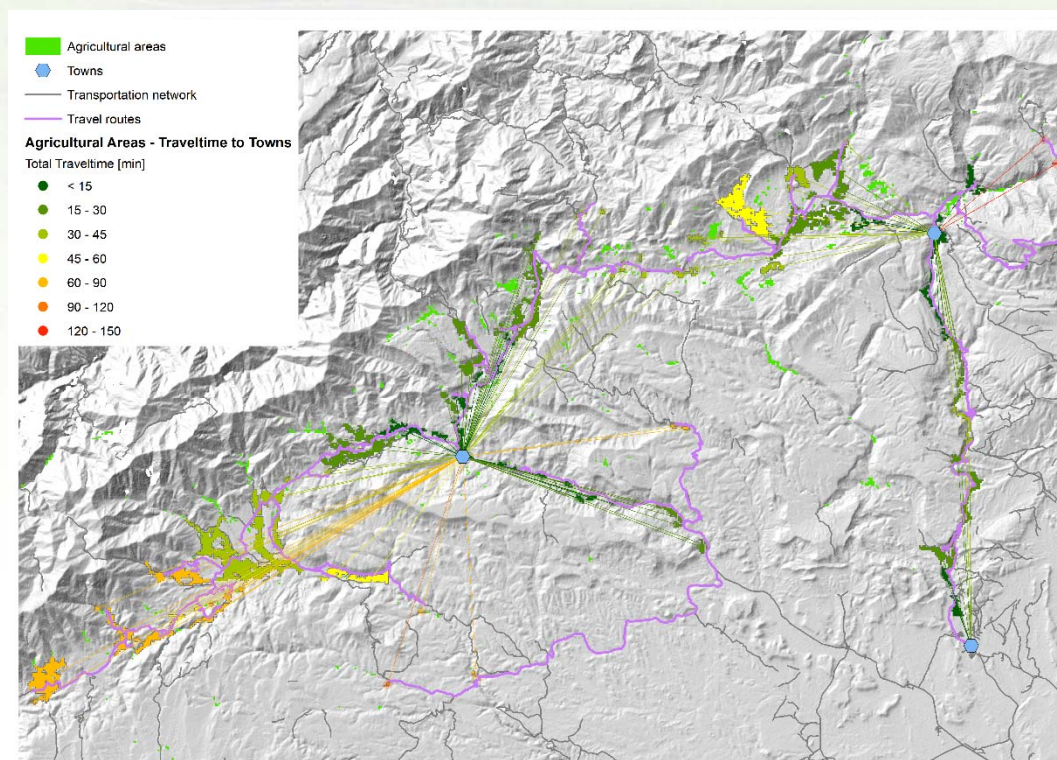 Agricultural areas
Towns
Transportation network
Travel routes
Agricultural Areas - Traveltime to Towns
Total Traveltime [min]
< 15
15 - 30
30 - 45
45 - 60
60 - 90
90 - 120
120 - 150